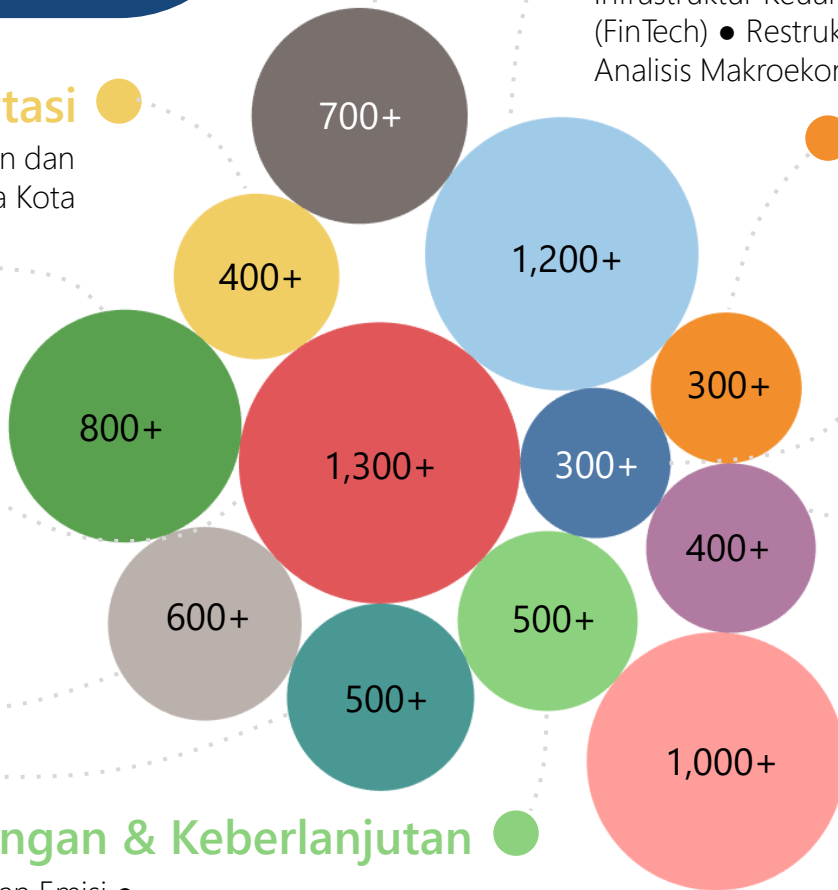 (FinTech) ● Restruk
Analisis Makroekon
tasi
n dan
a Kota
700+
1,200+
400+
300+
800+
1,300+
300+
400+
600+
500+
500+
1,000+
ngan & Keberlanjutan